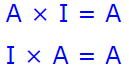 A × I = A
I × A = A